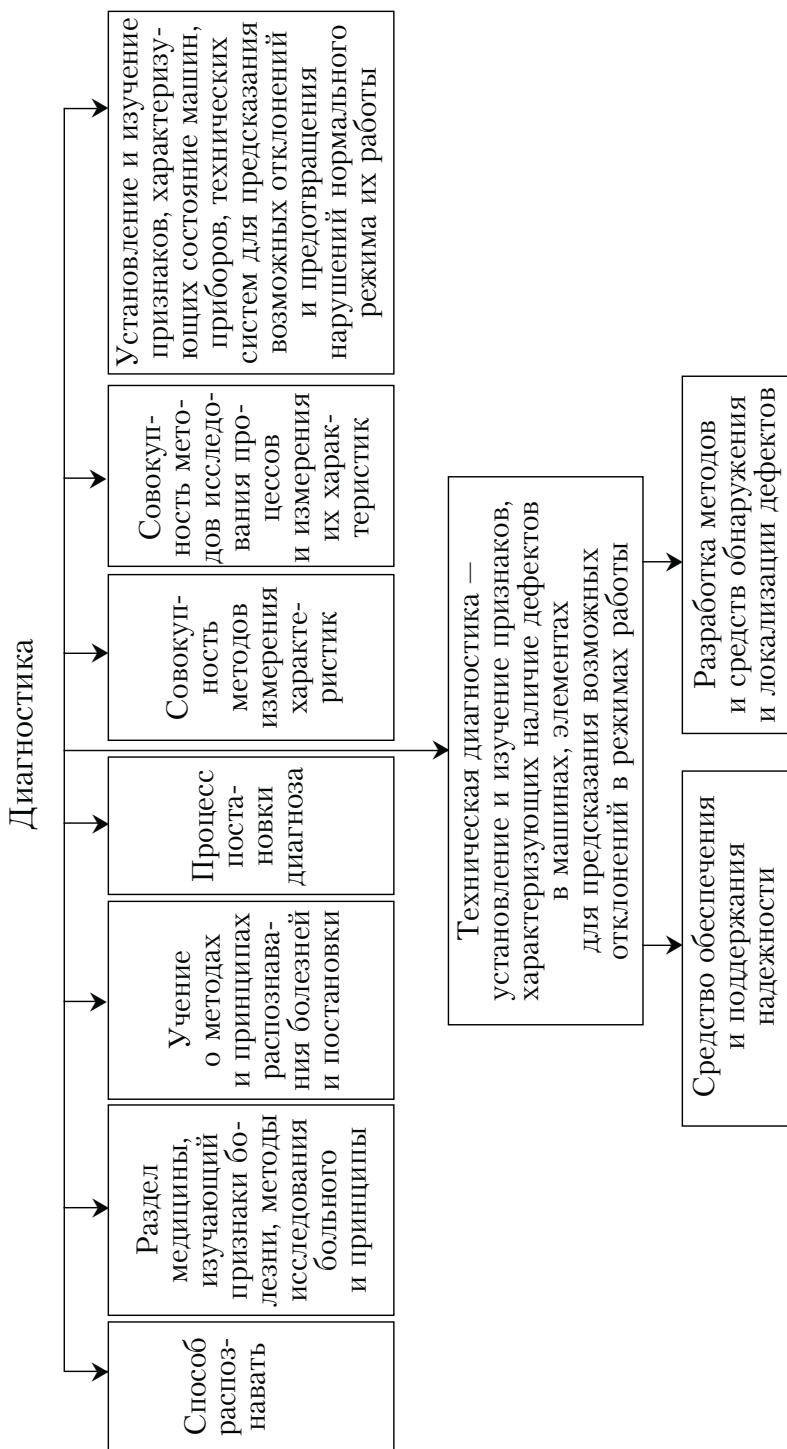 Диагностика
Способ
распоз-
навать
Раздел
медицины,
изучающий
признаки бо-
лезни, методы
исследования
больного
и принципы
Учение
о методах
и принципах
распознава-
ния болезней
и постановки
Процесс
поста-
новки
диагноза
Совокуп-
ность
методов
измерения
характе-
ристик
Совокуп-
ность мето-
дов исследо-
вания про-
цессов
и измерения
их харак-
теристик
Установление и изучение
признаков, характеризу-
ющих состояние машин,
приборов, технических
систем для предсказания
возможных отклонений
и предотвращения
нарушений нормального
режима их работы
Техническая диагностика —
установление и изучение признаков,
характеризующих наличие дефектов
в машинах, элементах
для предсказания возможных
отклонений в режимах работы
Средство обеспечения
и поддержания
надежности
Разработка методов
и средств обнаружения
и локализации дефектов